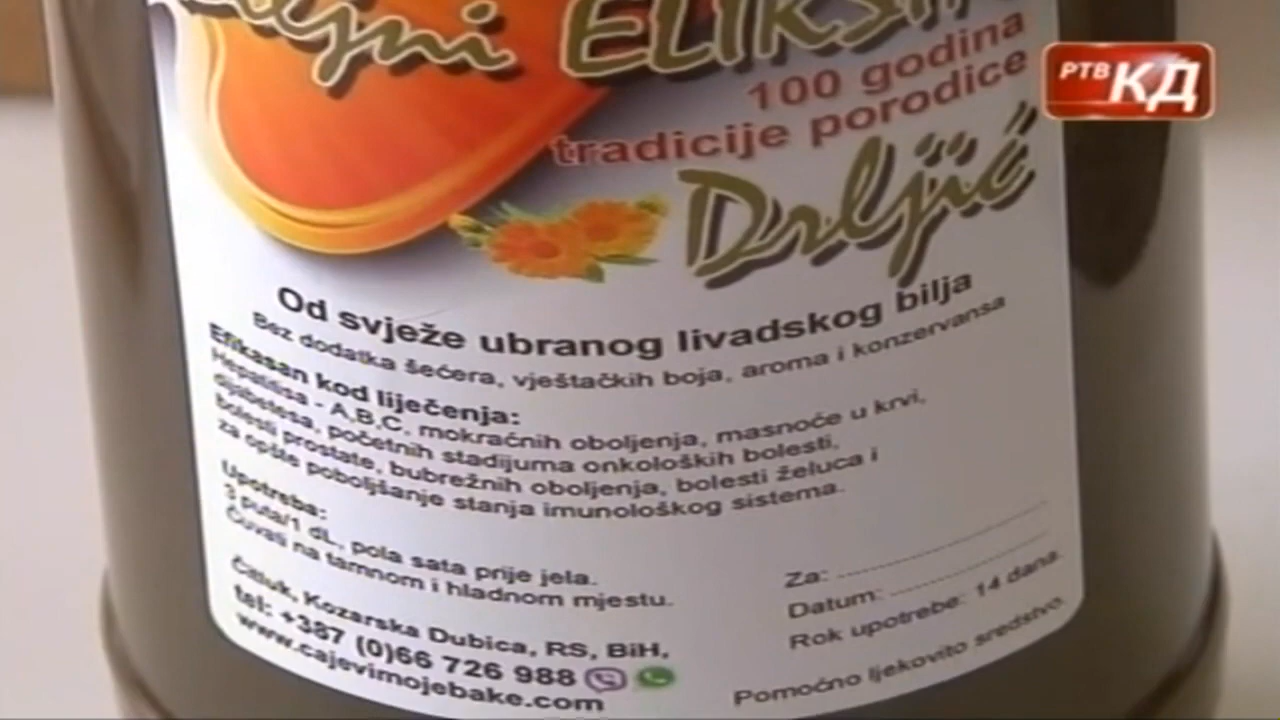 ELIKSIR
100 godina
tradicije porodice
Drljić
РТВ КД
Od svježe ubranog livadskog bilja
Bez dodatka šećera, vještačkih boja, aroma i konzervansa
Efikasan kod liječenja:
Hepatitisa - A,B,C, mokraćnih oboljenja, masnoće u krvi,
dijabetesa, početnih stadijuma onkoloških bolesti,
bolesti prostate, bubrežnih oboljenja, bolesti želuca i
za opšte poboljšanje stanja imunološkog sistema.
Upotreba:
3 puta/1 dL, pola sata prije jela.
Čuvati na tamnom i hladnom mjestu.
Čitluk, Kozarska Dubica, RS, BiH,
tel: +387 (0)66 726 988
www.cajevimojebake.com
Za:
Datum:
Rok upotrebe: 14 dana.
Pomoćno ljekovito sredstvo.